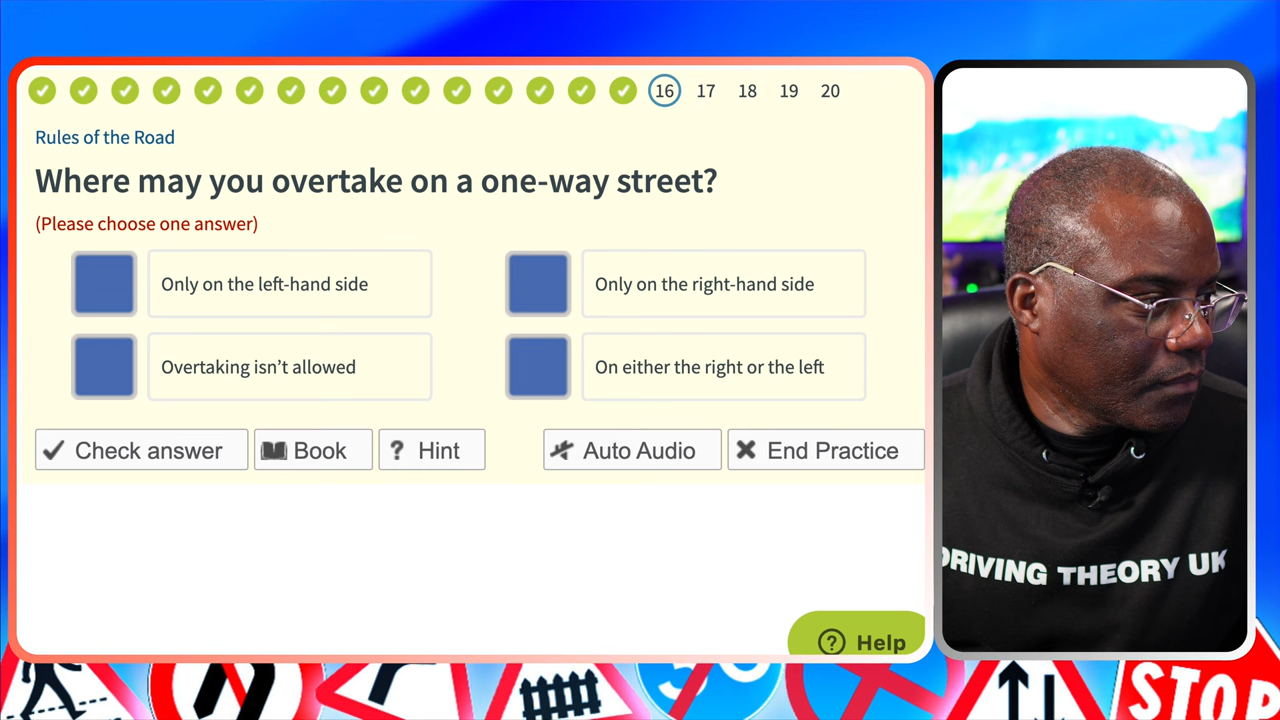 16 17 18 19 20
Rules of the Road
Where may you overtake on a one-way street?
(Please choose one answer)
Only on the left-hand side
Only on the right-hand side
Overtaking isn’t allowed
On either the right or the left
Check answer
Book
? Hint
Auto Audio
End Practice
? Help
DRIVING THEORY UK
STOP